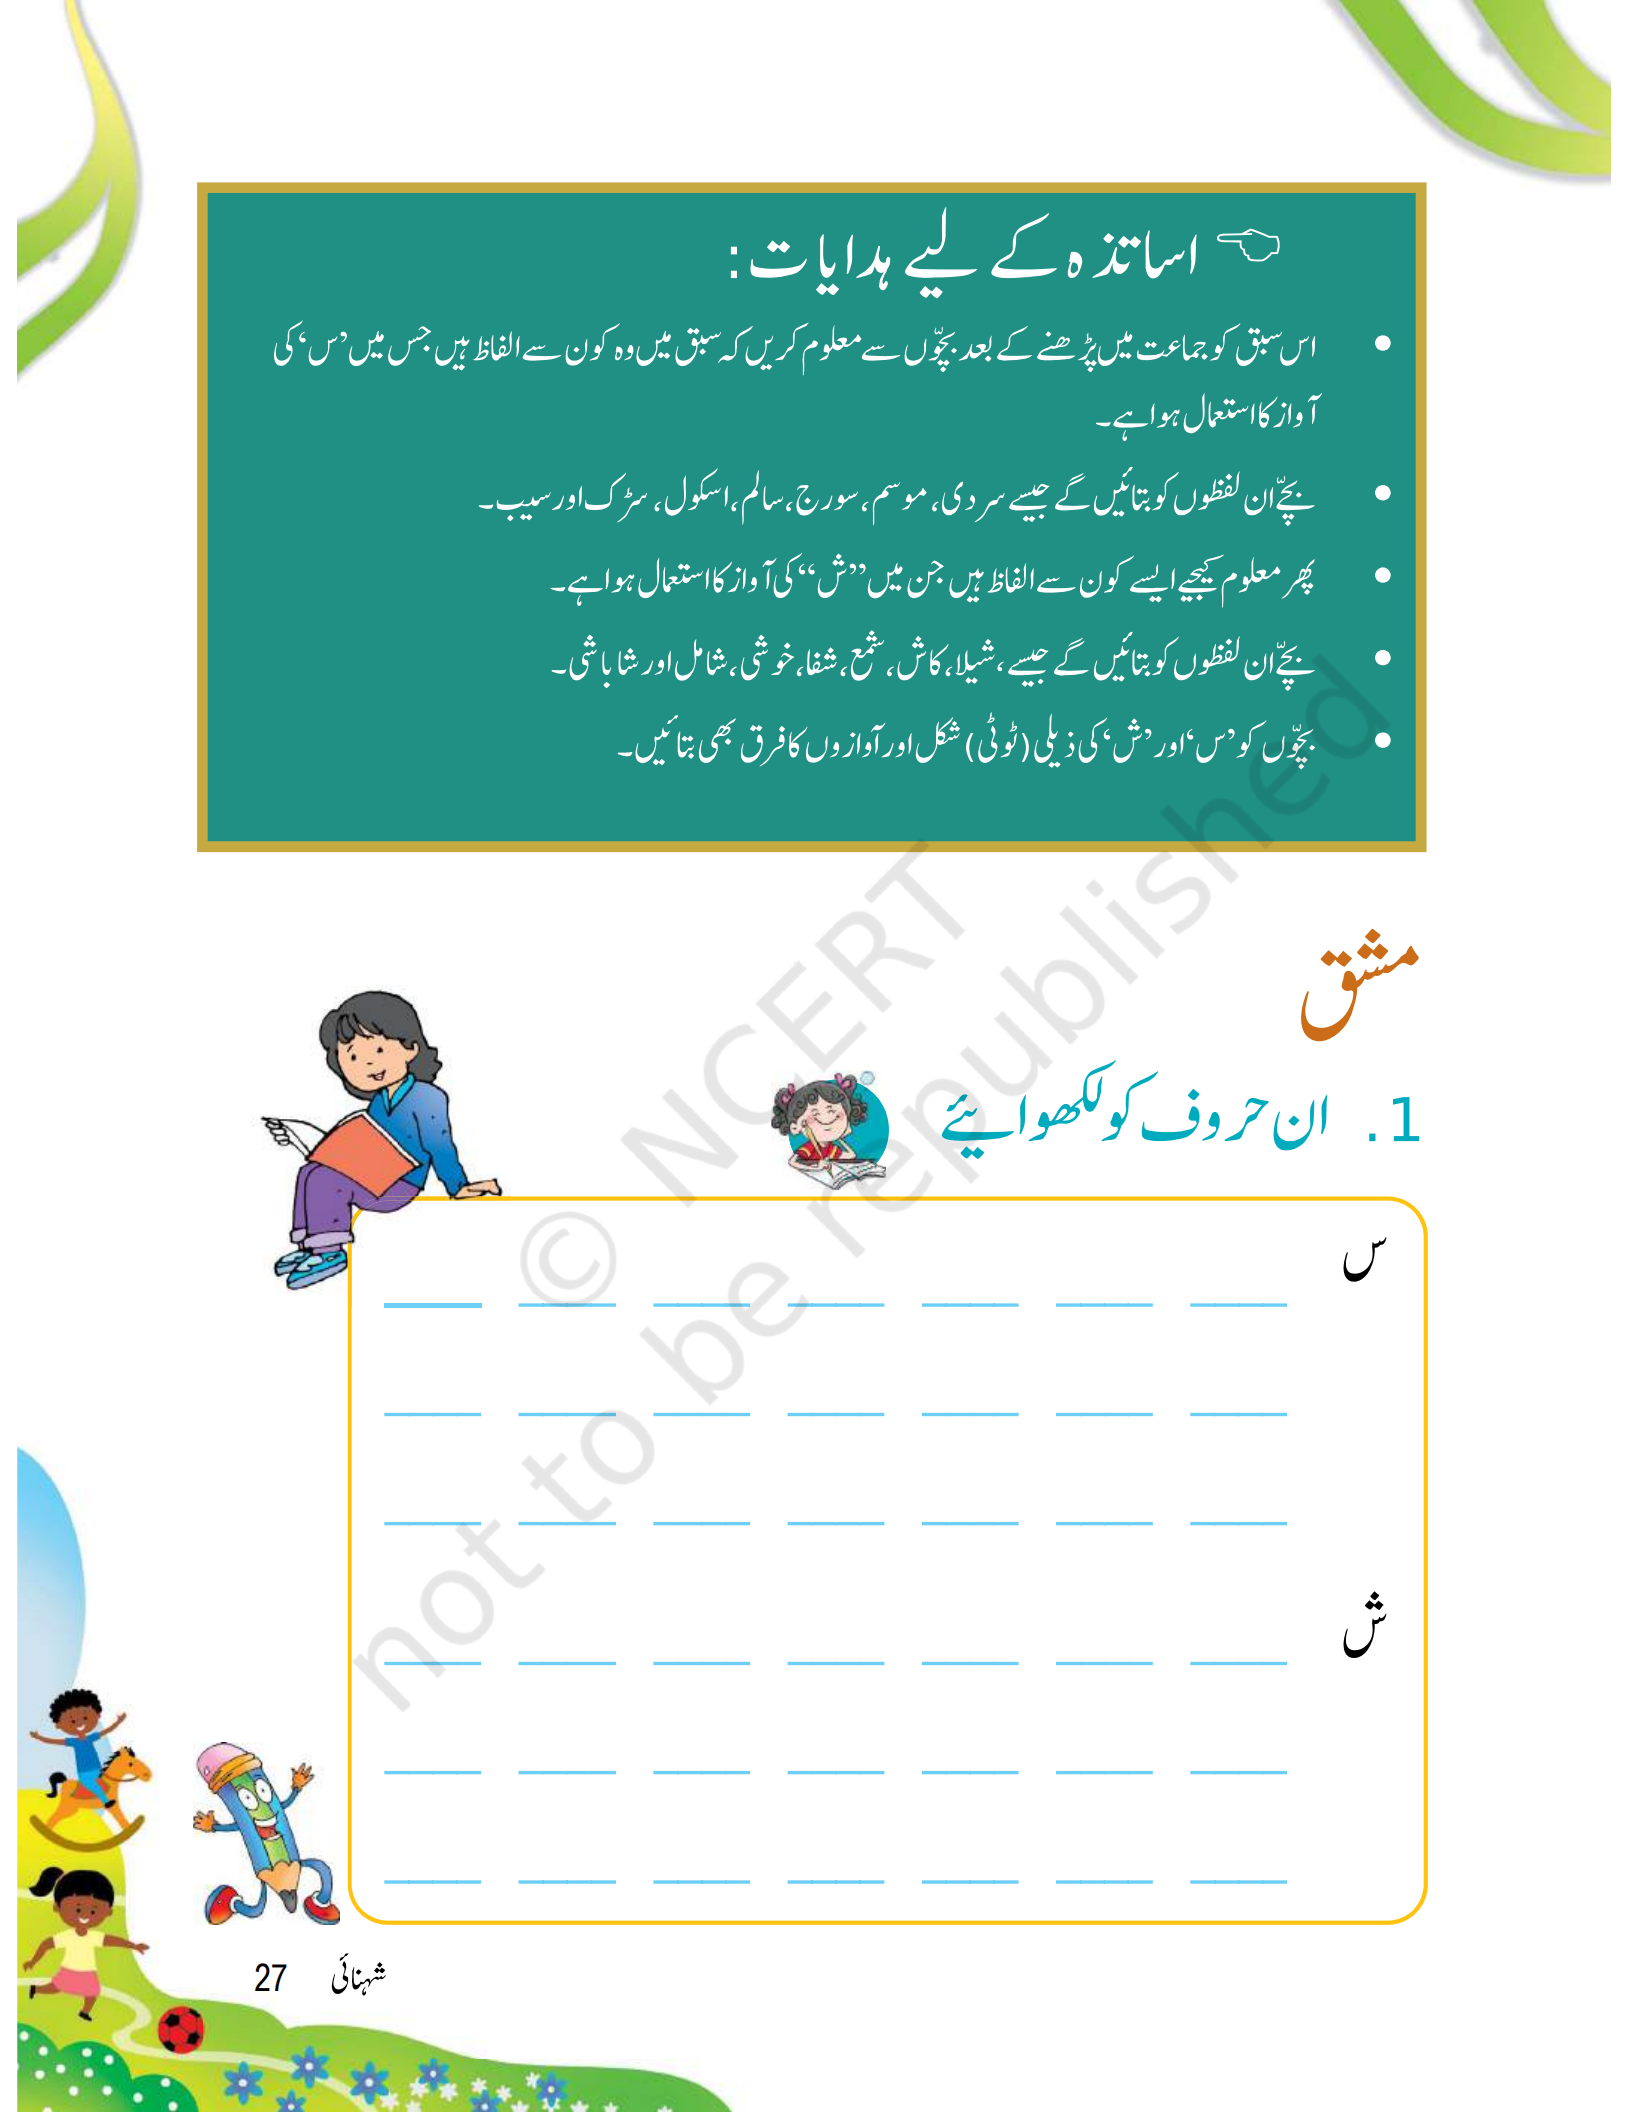 اساتذہ کے لیے ہدایات:
• اس سبق کو جماعت میں پڑھنے کے بعد بچّوں سے معلوم کریں کہ سبق میں وہ کون سے الفاظ ہیں جس میں ’س‘ کی
آواز کا استعمال ہوا ہے۔
• بچّے ان لفظوں کو بتائیں گے جیسے سردی، موسم، سورج، سالم، اسکول، سڑک اور سیب۔
• پھر معلوم کیجیے ایسے کون سے الفاظ ہیں جن میں ’’ش‘‘ کی آواز کا استعمال ہوا ہے۔
• بچّے ان لفظوں کو بتائیں گے جیسے، شیلا، کاش، شمع، شفا، خوشی، شامل اور شاباشی۔
• بچّوں کو ’س‘ اور ’ش‘ کی ذیلی (ٹوٹی) شکل اور آوازوں کا فرق بھی بتائیں۔
مشق
1. ان حروف کو لکھوایئے
س
ش
شہنائی 27
© NCERT
not to be republished